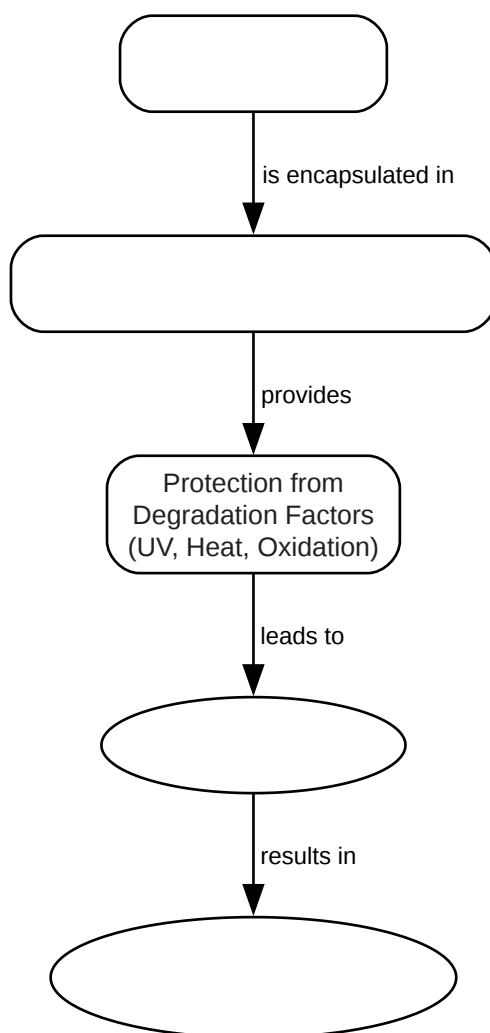 is encapsulated in
provides
Protection from
Degradation Factors
(UV, Heat, Oxidation)
leads to
results in